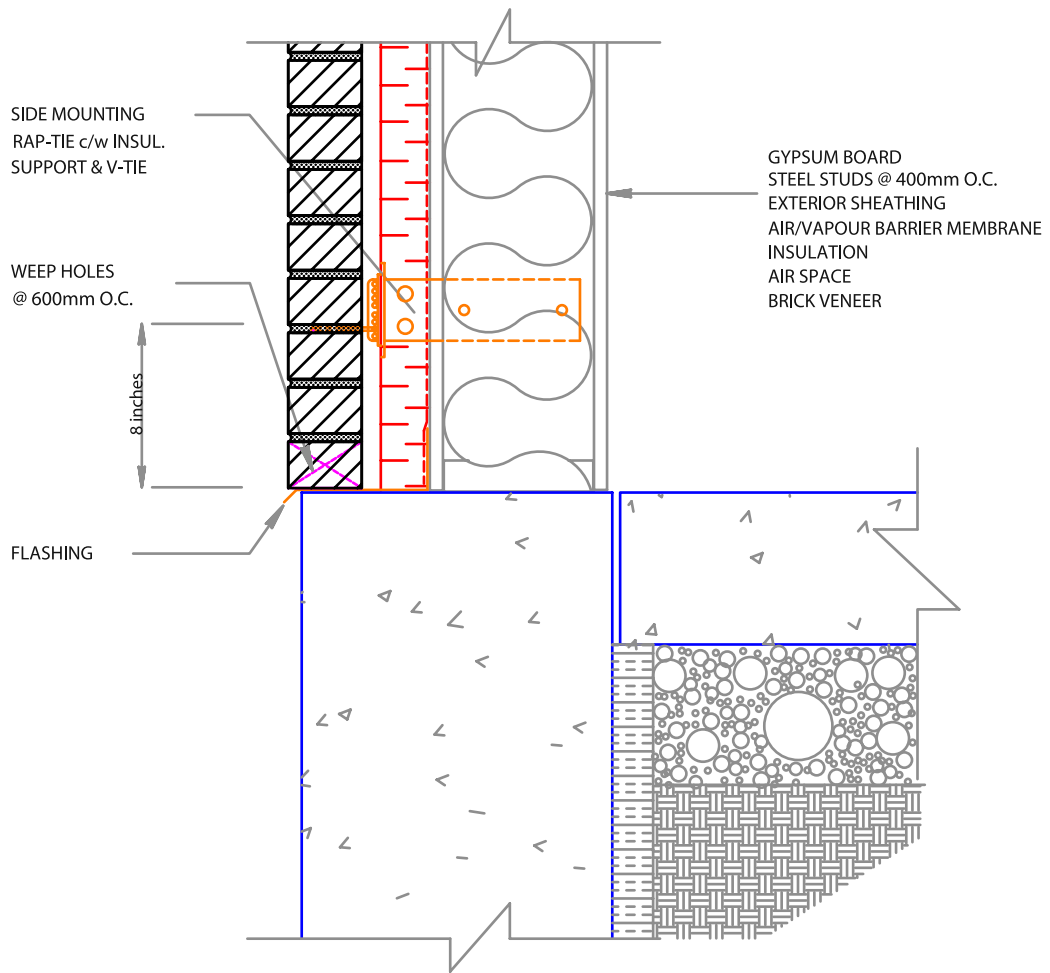 SIDE MOUNTING
RAP-TIE c/w INSUL.
SUPPORT & V-TIE
WEEP HOLES
@ 600mm O.C.
8 inches
FLASHING
GYPSUM BOARD
STEEL STUDS @ 400mm O.C.
EXTERIOR SHEATHING
AIR/VAPOUR BARRIER MEMBRANE
INSULATION
AIR SPACE
BRICK VENEER